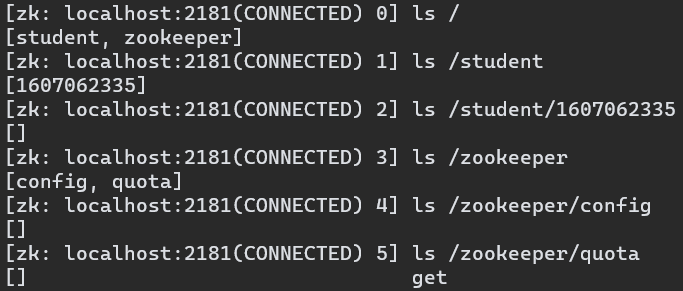 [zk: localhost:2181(CONNECTED) 0] ls /
[student, zookeeper]
[zk: localhost:2181(CONNECTED) 1] ls /student
[1607062335]
[zk: localhost:2181(CONNECTED) 2] ls /student/1607062335
[]
[zk: localhost:2181(CONNECTED) 3] ls /zookeeper
[config, quota]
[zk: localhost:2181(CONNECTED) 4] ls /zookeeper/config
[]
[zk: localhost:2181(CONNECTED) 5] ls /zookeeper/quota
[] get